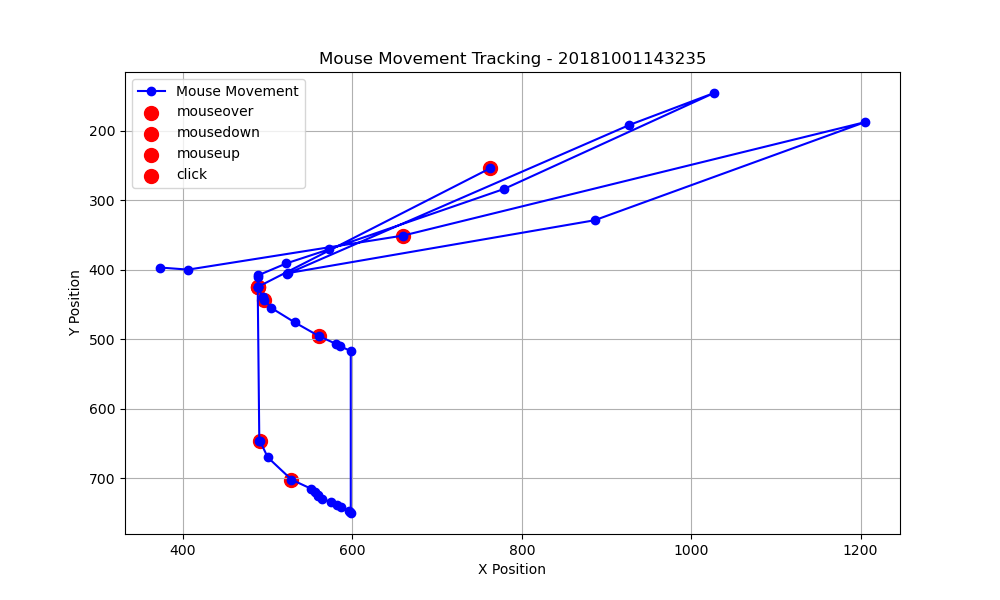 Mouse Movement Tracking - 20181001143235
Mouse Movement
mouseover
mousedown
mouseup
click
Y Position
200
300
400
500
600
700
400
600
800
1000
1200
X Position